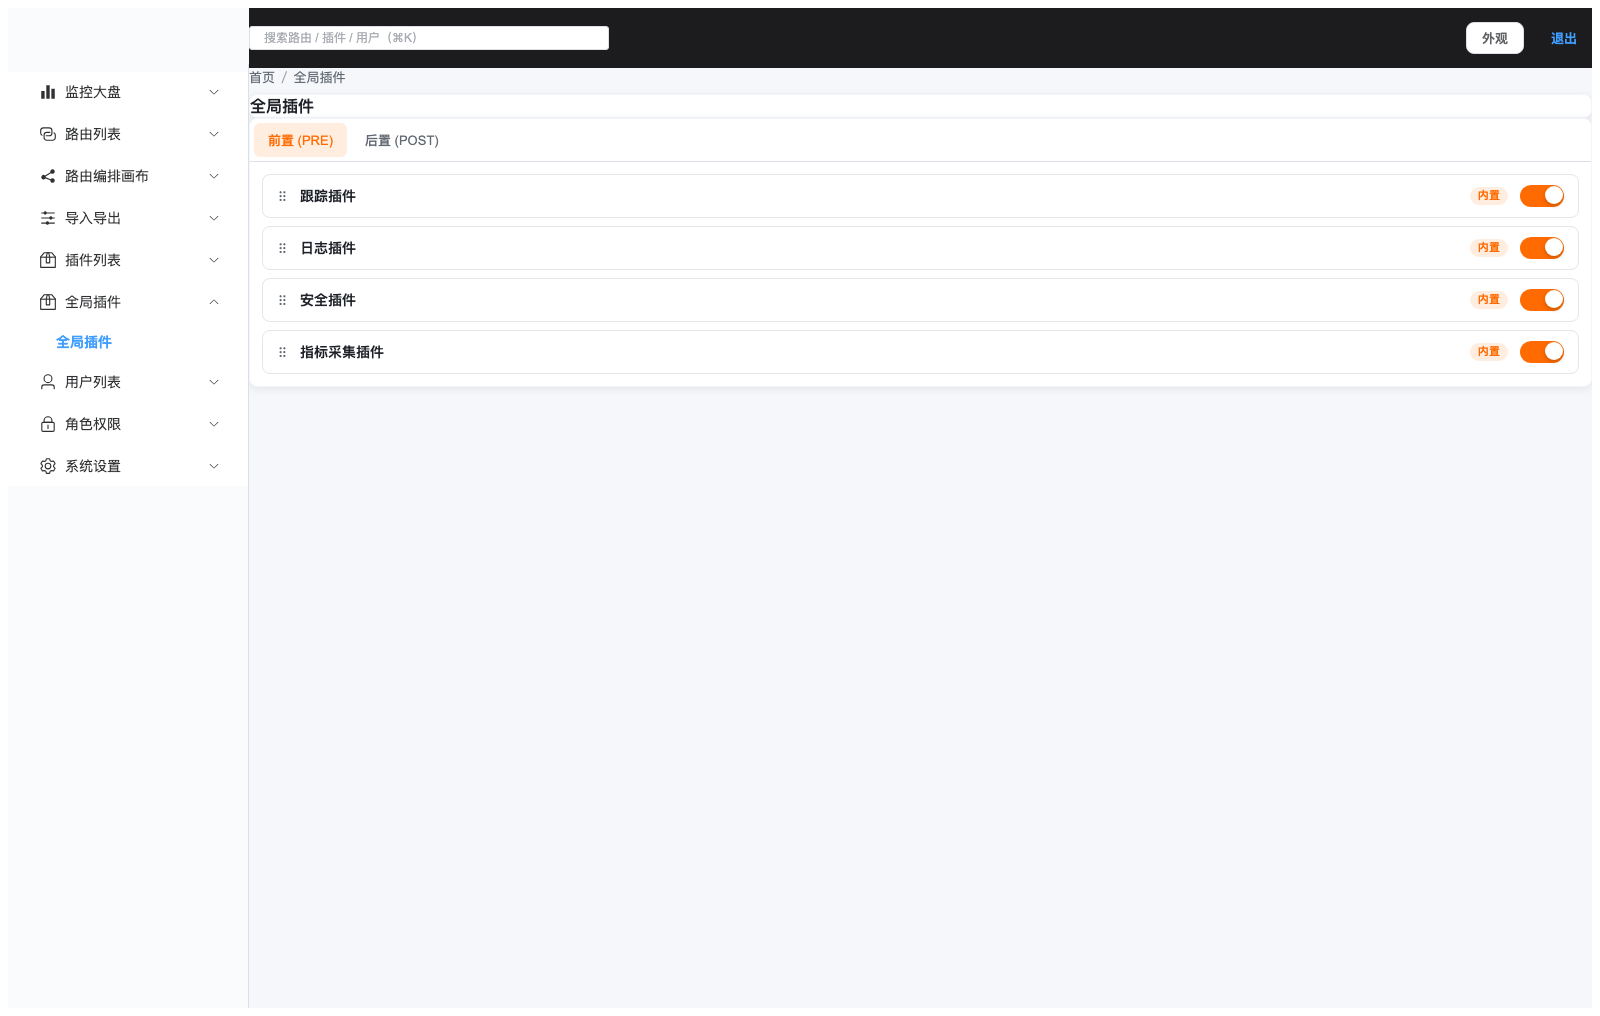 搜索路由 / 插件 / 用户（⌘K）
外观
退出
监控大盘
路由列表
路由编排画布
导入导出
插件列表
全局插件
全局插件
用户列表
角色权限
系统设置
首页 / 全局插件
全局插件
前置 (PRE)
后置 (POST)
跟踪插件
内置
日志插件
内置
安全插件
内置
指标采集插件
内置